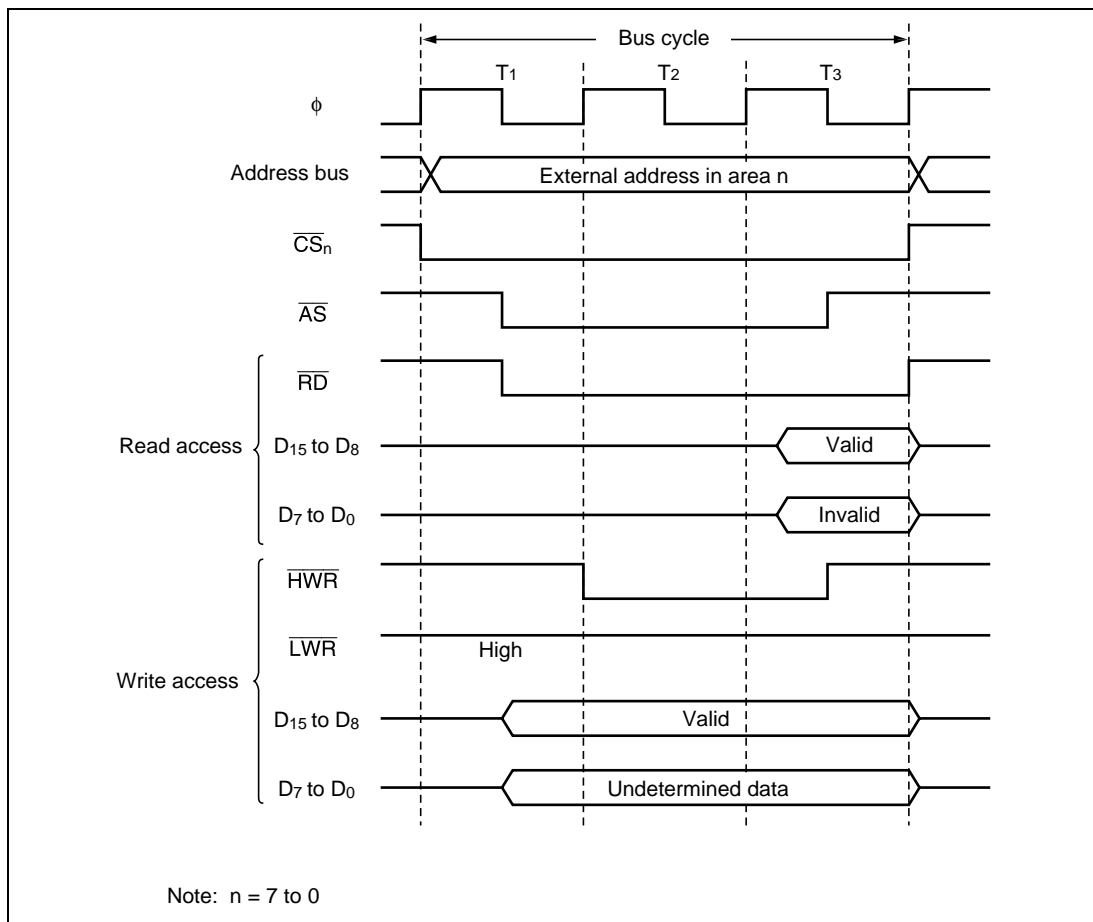 Bus cycle
T1 T2 T3
φ
Address bus External address in area n
CSn
AS
RD
Read access D15 to D8 Valid
D7 to D0 Invalid
HWR
LWR High
Write access
D15 to D8 Valid
D7 to D0 Undetermined data
Note: n = 7 to 0